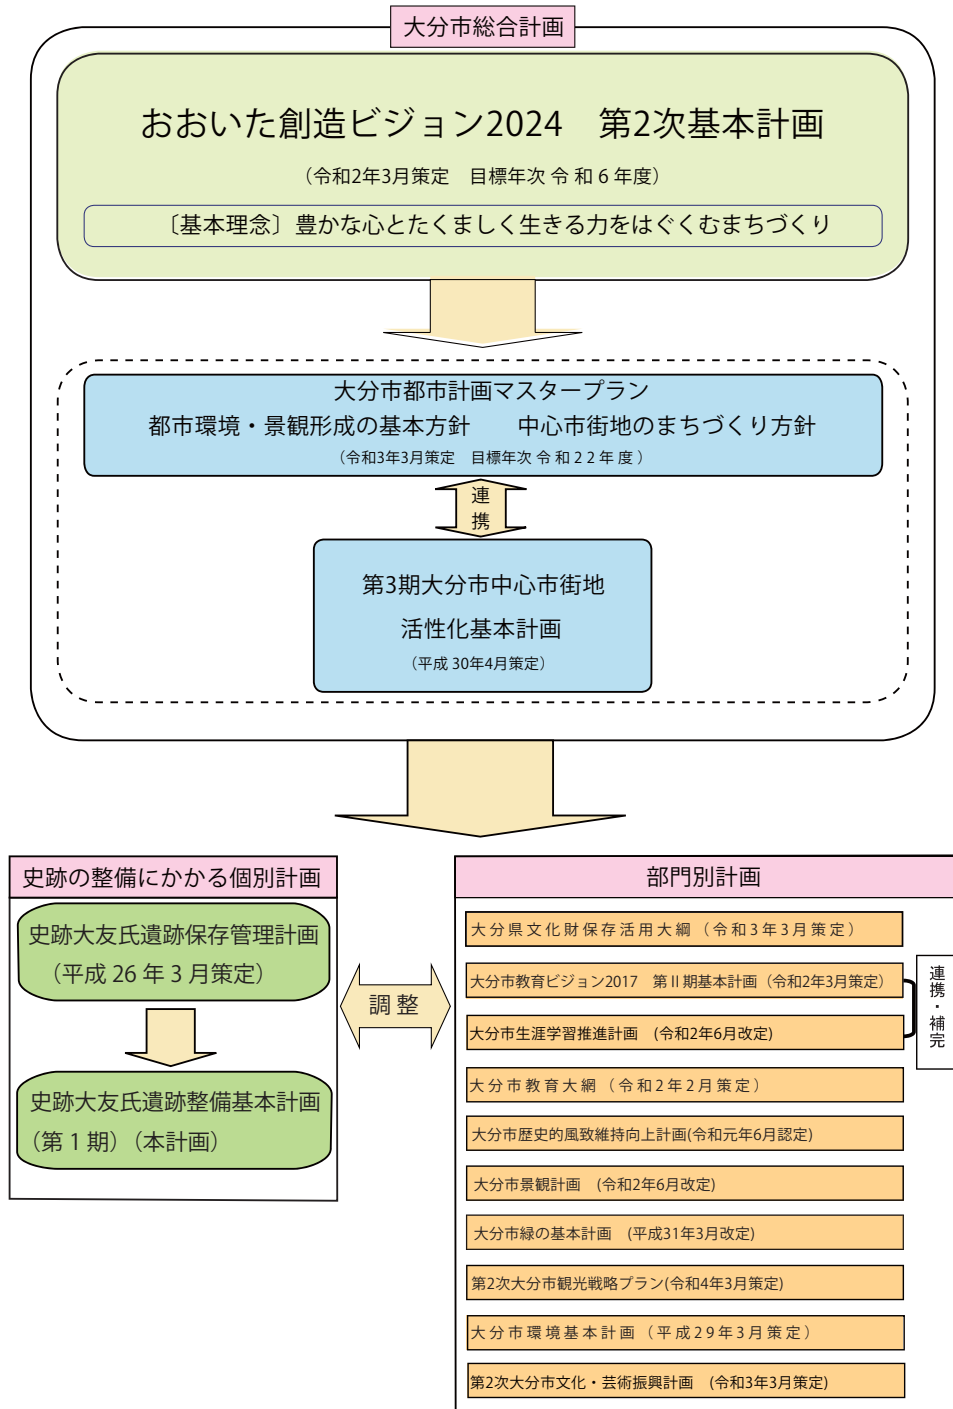 大分市総合計画
おおいた創造ビジョン2024　第2次基本計画
（令和2年3月策定　目標年次 令 和 6 年度）
〔基本理念〕豊かな心とたくましく生きる力をはぐくむまちづくり
大分市都市計画マスタープラン
都市環境・景観形成の基本方針　　中心市街地のまちづくり方針
（令和3年3月策定　目標年次 令 和 2 2 年 度 ）
連
携
第3期大分市中心市街地
活性化基本計画
（平成 30年4月策定）
史跡の整備にかかる個別計画
史跡大友氏遺跡保存管理計画
（平成 26 年 3 月策定）
史跡大友氏遺跡整備基本計画
（第 1 期）（本計画）
調 整
部門別計画
大 分 県 文 化 財 保 存 活 用 大 綱 （ 令 和 3 年 3 月 策 定 ）
大分市教育ビジョン2017　第Ⅱ期基本計画（令和2年3月策定）
大分市生涯学習推進計画　(令和2年6月改定)
連携・補完
大 分 市 教 育 大 綱 （ 令 和 2 年 2 月 策 定 ）
大分市歴史的風致維持向上計画(令和元年6月認定)
大分市景観計画　(令和2年6月改定)
大分市緑の基本計画　(平成31年3月改定)
第2次大分市観光戦略プラン(令和4年3月策定)
大 分 市 環 境 基 本 計 画 （ 平 成 2 9 年 3 月 策 定 ）
第2次大分市文化・芸術振興計画　(令和3年3月策定)